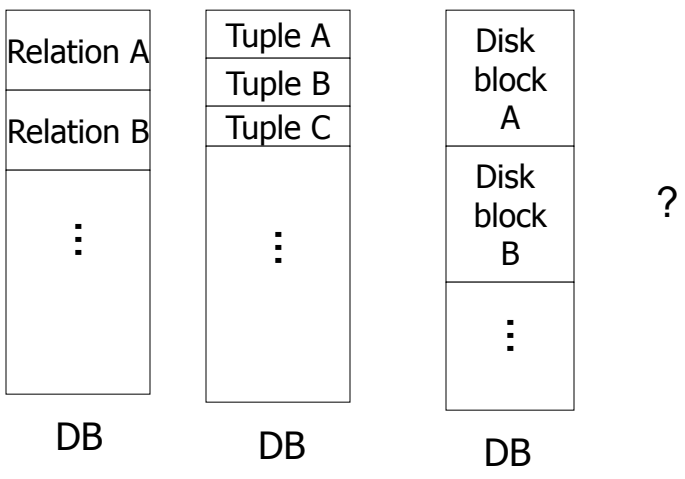 Relation A
Relation B
⋮
DB
Tuple A
Tuple B
Tuple C
⋮
DB
Disk
block
A
Disk
block
B
⋮
DB
?